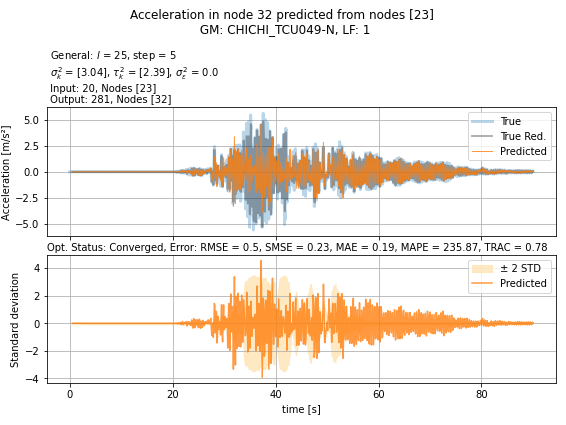 Acceleration in node 32 predicted from nodes [23]
GM: CHICHI_TCU049-N, LF: 1
General: l = 25, step = 5
σ²ₖ = [3.04], τ²ₖ = [2.39], σ²ε = 0.0
Input: 20, Nodes [23]
Output: 281, Nodes [32]
5.0
2.5
0.0
−2.5
−5.0
Acceleration [m/s²]
True
True Red.
Predicted
Opt. Status: Converged, Error: RMSE = 0.5, SMSE = 0.23, MAE = 0.19, MAPE = 235.87, TRAC = 0.78
4
2
0
−2
−4
Standard deviation
± 2 STD
Predicted
0 20 40 60 80
time [s]